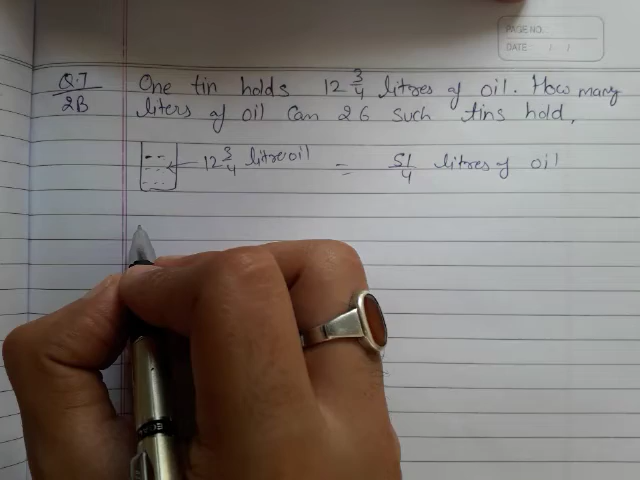 PAGE NO.:
DATE: / /
Q.7 One tin holds 12 3/4 litres of oil. How many
2B liters of oil can 26 such tins hold.
12 3/4 litre oil = 51/4 litres of oil